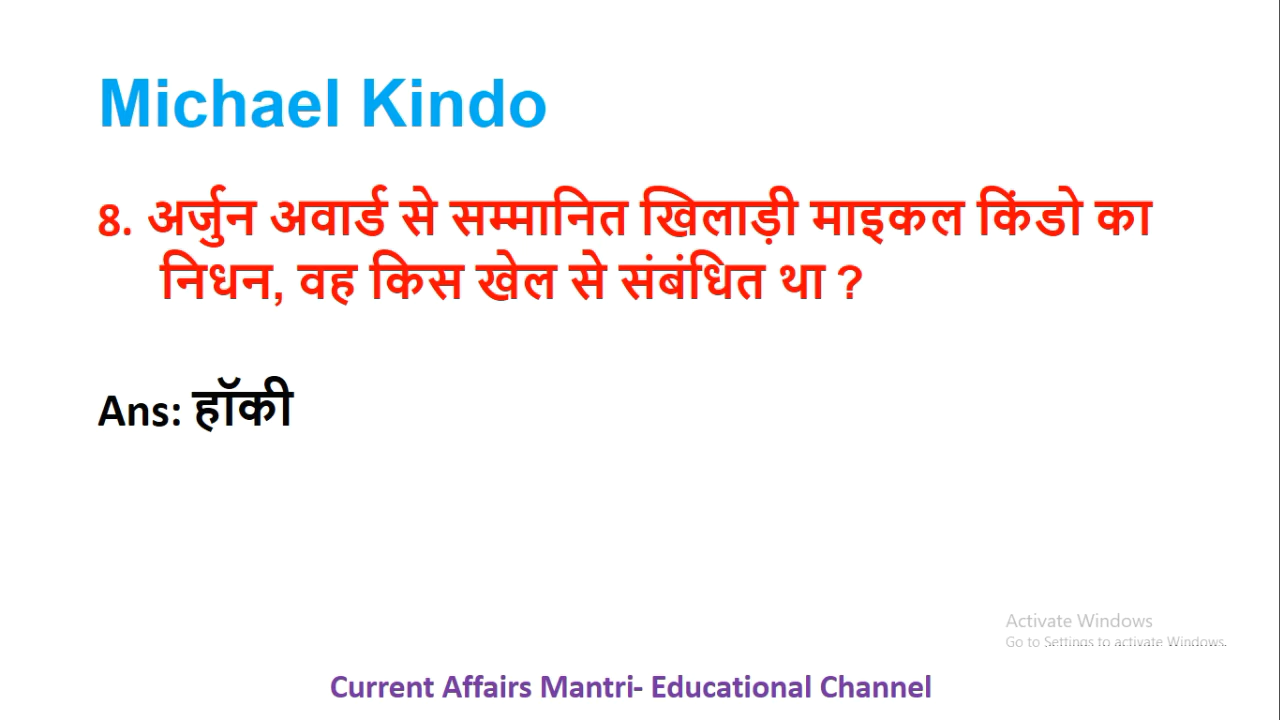 Michael Kindo
8. अर्जुन अवार्ड से सम्मानित खिलाड़ी माइकल किंडो का
निधन, वह किस खेल से संबंधित था ?
Ans: हॉकी
Activate Windows
Go to Settings to activate Windows.
Current Affairs Mantri- Educational Channel